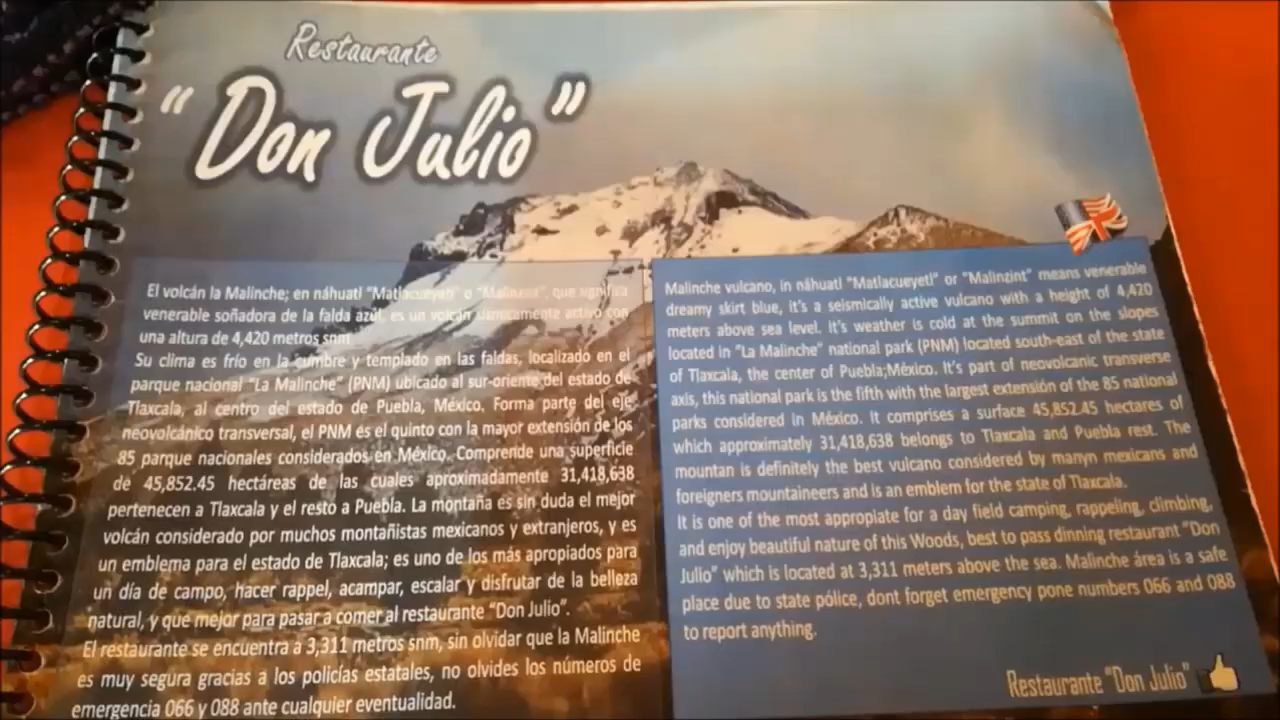 Restaurante
"Don Julio"
El volcán la Malinche; en náhuatl "Matlacueyetl" o "Malinzint", que significa
venerable soñadora de la falda azul, es un volcán sísmicamente activo con
una altura de 4,420 metros snm
Su clima es frío en la cumbre y templado en las faldas, localizado en el
parque nacional "La Malinche" (PNM) ubicado al sur-oriente del estado de
Tlaxcala, al centro del estado de Puebla, México. Forma parte del eje
neovolcánico transversal, el PNM es el quinto con la mayor extensión de los
85 parque nacionales considerados en México. Comprende una superficie
de 45,852.45 hectáreas de las cuales aproximadamente 31,418,638
pertenecen a Tlaxcala y el resto a Puebla. La montaña es sin duda el mejor
volcán considerado por muchos montañistas mexicanos y extranjeros, y es
un emblema para el estado de Tlaxcala; es uno de los más apropiados para
un día de campo, hacer rappel, acampar, escalar y disfrutar de la belleza
natural, y que mejor para pasar a comer al restaurante "Don Julio".
El restaurante se encuentra a 3,311 metros snm, sin olvidar que la Malinche
es muy segura gracias a los policías estatales, no olvides los números de
emergencia 066 y 088 ante cualquier eventualidad.
Malinche vulcano, in náhuatl "Matlacueyetl" or "Malinzint" means venerable
dreamy skirt blue, it's a seismically active vulcano with a height of 4,420
meters above sea level. It's weather is cold at the summit on the slopes
located in "La Malinche" national park (PNM) located south-east of the state
of Tlaxcala, the center of Puebla;México. It's part of neovolcanic transverse
axis, this national park is the fifth with the largest extension of the 85 national
parks considered in México. It comprises a surface 45,852.45 hectares of
which approximately 31,418,638 belongs to Tlaxcala and Puebla rest. The
mountan is definitely the best vulcano considered by manyn mexicans and
foreigners mountaineers and is an emblem for the state of Tlaxcala.
It is one of the most appropiate for a day field camping, rappeling, climbing,
and enjoy beautiful nature of this Woods, best to pass dinning restaurant "Don
Julio" which is located at 3,311 meters above the sea. Malinche área is a safe
place due to state pólice, dont forget emergency pone numbers 066 and 088
to report anything.
Restaurante "Don Julio"